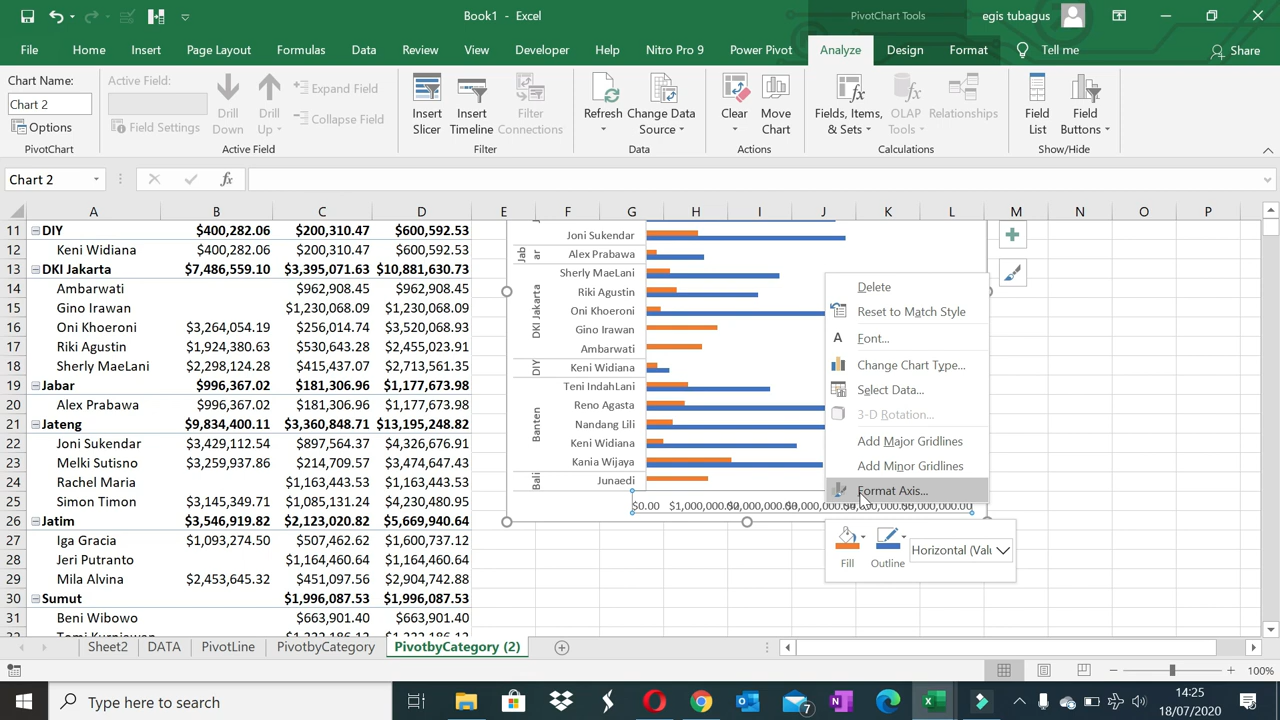 Book1 - Excel
PivotChart Tools
egis tubagus
File Home Insert Page Layout Formulas Data Review View Developer Help Nitro Pro 9 Power Pivot Analyze Design Format Tell me Share
Chart Name:
Chart 2
Options
PivotChart
Active Field:
Field Settings
Drill Down
Drill Up
Expand Field
Collapse Field
Active Field
Insert Slicer
Insert Timeline
Filter Connections
Filter
Refresh
Change Data Source
Data
Clear
Move Chart
Actions
Fields, Items, & Sets
OLAP Tools
Relationships
Calculations
Field List
Field Buttons
Show/Hide
Chart 2
fx
A B C D E F G H I J K L M N O P
11 DIY $400,282.06 $200,310.47 $600,592.53
12 Keni Widiana $400,282.06 $200,310.47 $600,592.53
13 DKI Jakarta $7,486,559.10 $3,395,071.63 $10,881,630.73
14 Ambarwati $962,908.45 $962,908.45
15 Gino Irawan $1,230,068.09 $1,230,068.09
16 Oni Khoeroni $3,264,054.19 $256,014.74 $3,520,068.93
17 Riki Agustin $1,924,380.63 $530,643.28 $2,455,023.91
18 Sherly MaeLani $2,298,124.28 $415,437.07 $2,713,561.35
19 Jabar $996,367.02 $181,306.96 $1,177,673.98
20 Alex Prabawa $996,367.02 $181,306.96 $1,177,673.98
21 Jateng $9,834,400.11 $3,360,848.71 $13,195,248.82
22 Joni Sukendar $3,429,112.54 $897,564.37 $4,326,676.91
23 Melki Sutisno $3,259,937.86 $214,709.57 $3,474,647.43
24 Rachel Maria $1,163,443.53 $1,163,443.53
25 Simon Timon $3,145,349.71 $1,085,131.24 $4,230,480.95
26 Jatim $3,546,919.82 $2,123,020.82 $5,669,940.64
27 Iga Gracia $1,093,274.50 $507,462.62 $1,600,737.12
28 Jeri Putranto $1,164,460.64 $1,164,460.64
29 Mila Alvina $2,453,645.32 $451,097.56 $2,904,742.88
30 Sumut $1,996,087.53 $1,996,087.53
31 Beni Wibowo $663,901.40 $663,901.40
Joni Sukendar
Jabar
Alex Prabawa
DKI Jakarta
Sherly MaeLani
Riki Agustin
Oni Khoeroni
Gino Irawan
Ambarwati
DIY
Keni Widiana
Banten
Teni IndahLani
Reno Agasta
Nandang Lili
Keni Widiana
Kania Wijaya
Bali
Junaedi
$0.00
Delete
Reset to Match Style
Font...
Change Chart Type...
Select Data...
3-D Rotation...
Add Major Gridlines
Add Minor Gridlines
Format Axis...
Fill
Outline
Horizontal (Valu
Sheet2 DATA PivotLine PivotbyCategory PivotbyCategory (2)
100%
Type here to search
7
14:25
18/07/2020